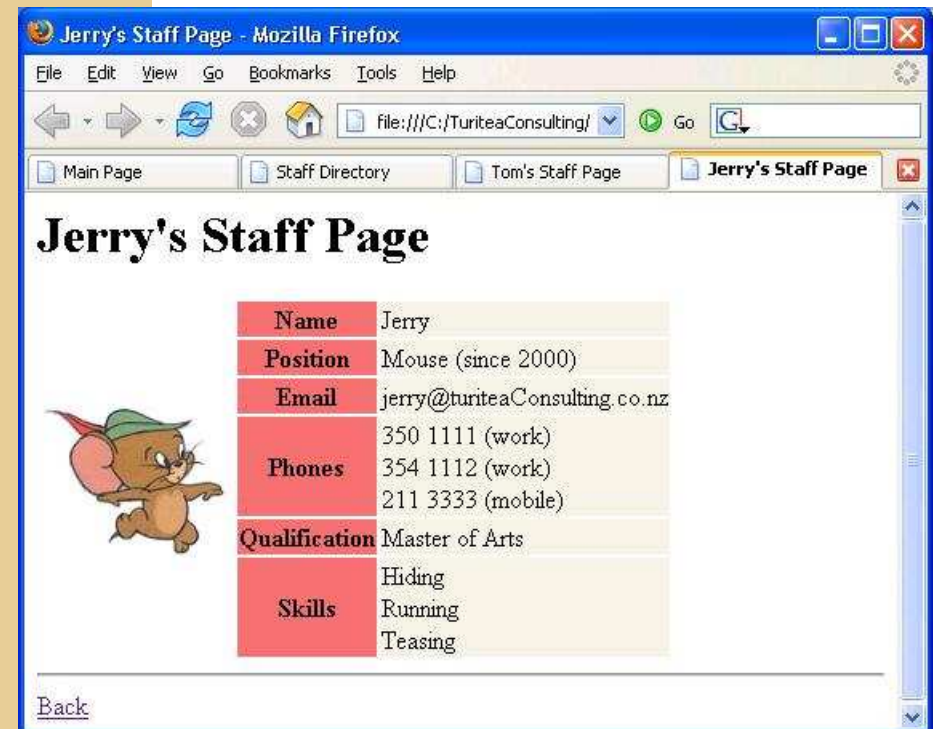 Jerry's Staff Page - Mozilla Firefox
File Edit View Go Bookmarks Tools Help
file:///C:/TuriteaConsulting/ Go G
Main Page Staff Directory Tom's Staff Page Jerry's Staff Page
Jerry's Staff Page
Name Jerry
Position Mouse (since 2000)
Email jerry@turiteaConsulting.co.nz
Phones 350 1111 (work)
354 1112 (work)
211 3333 (mobile)
Qualification Master of Arts
Skills Hiding
Running
Teasing
Back